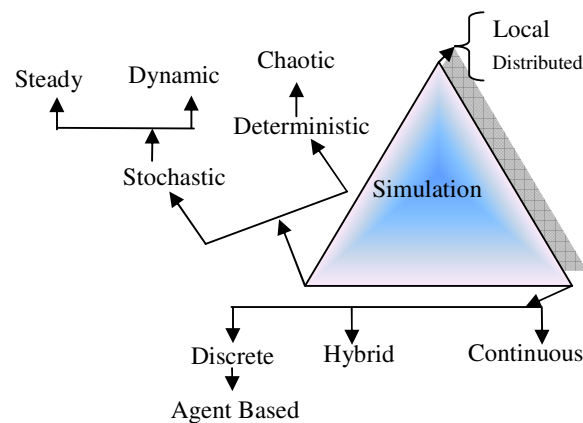 Local
Distributed
Chaotic
Dynamic
Steady
Deterministic
Stochastic
Simulation
Discrete
Hybrid
Continuous
Agent Based